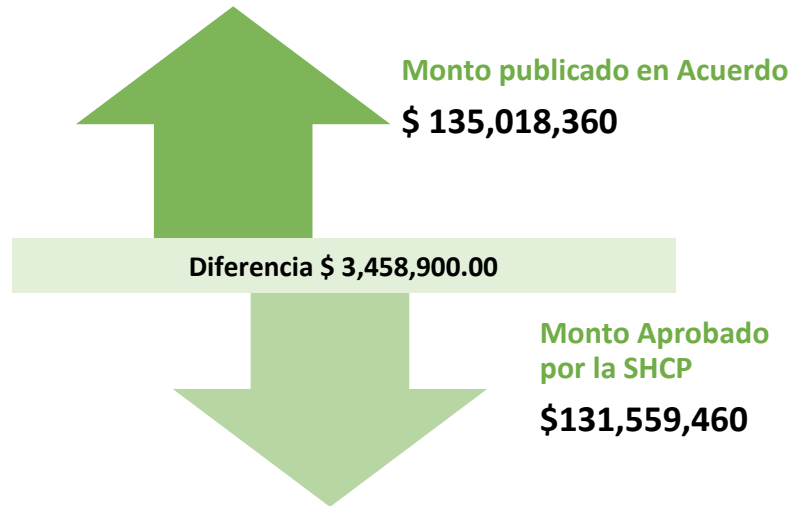 Monto publicado en Acuerdo
$ 135,018,360
Diferencia $ 3,458,900.00
Monto Aprobado
por la SHCP
$131,559,460